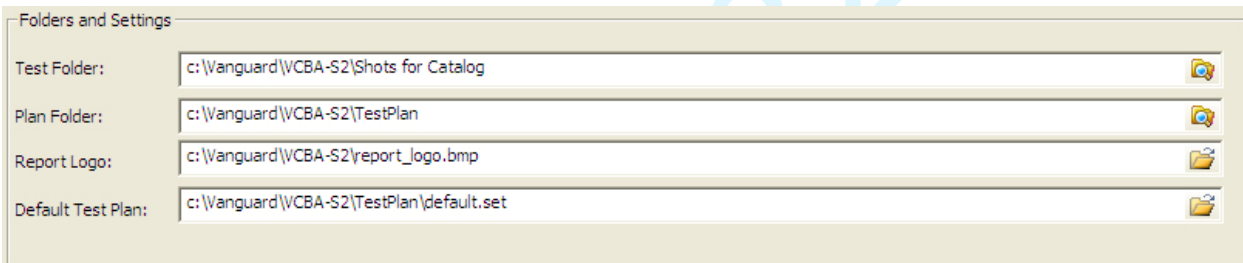 Folders and Settings
Test Folder: c:\Vanguard\VCBA-S2\Shots for Catalog
Plan Folder: c:\Vanguard\VCBA-S2\TestPlan
Report Logo: c:\Vanguard\VCBA-S2\report_logo.bmp
Default Test Plan: c:\Vanguard\VCBA-S2\TestPlan\default.set